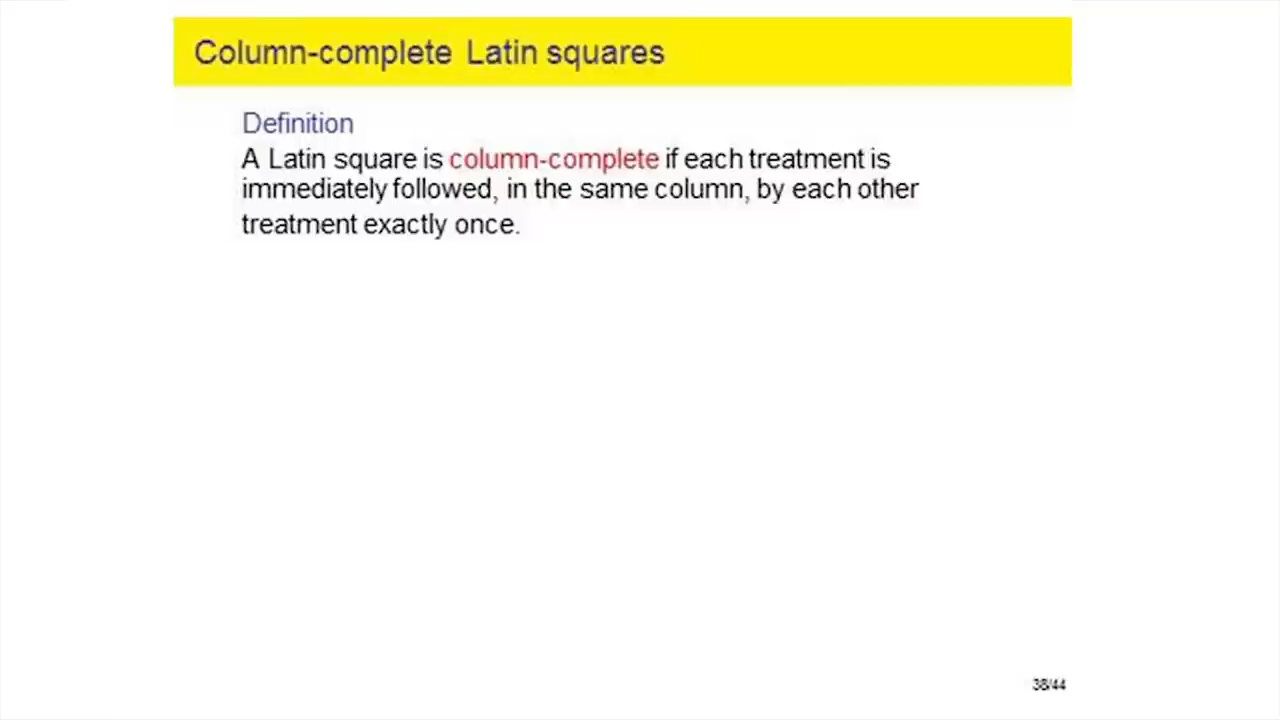 Column-complete Latin squares
Definition
A Latin square is column-complete if each treatment is
immediately followed, in the same column, by each other
treatment exactly once.
38/44